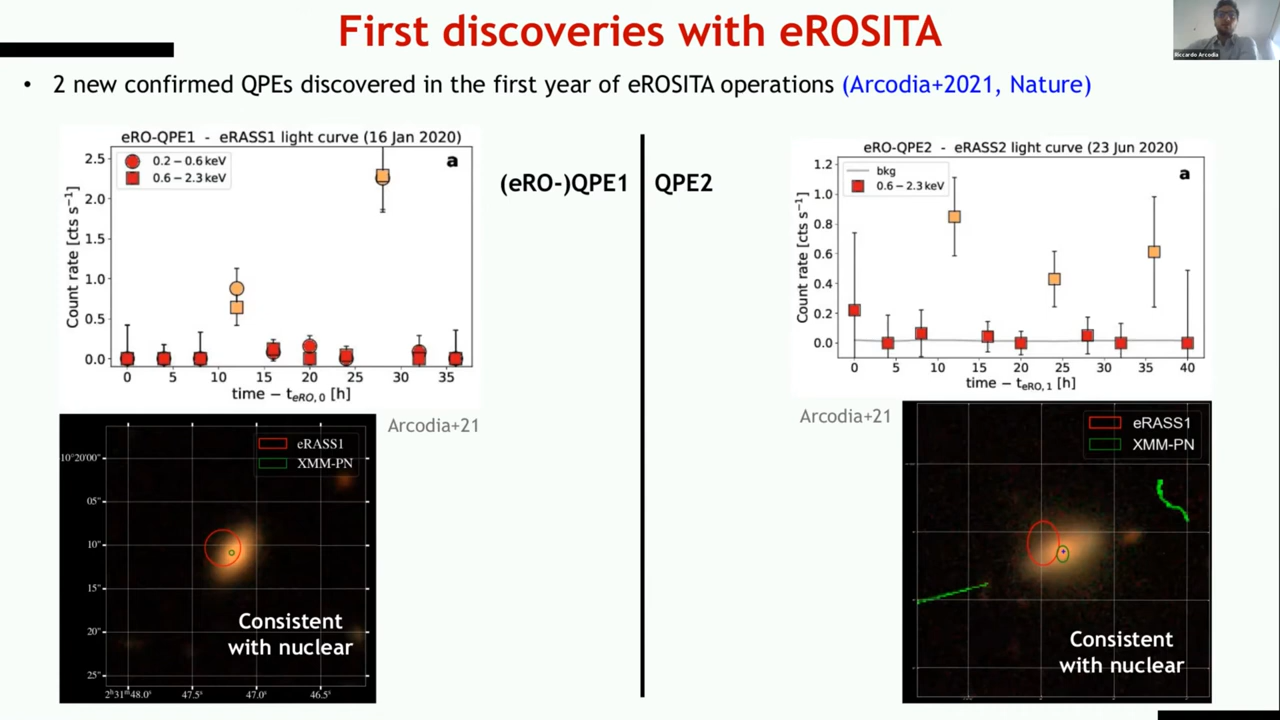 First discoveries with eROSITA
Riccardo Arcodia
• 2 new confirmed QPEs discovered in the first year of eROSITA operations (Arcodia+2021, Nature)
eRO-QPE1 - eRASS1 light curve (16 Jan 2020)
a
0.2 – 0.6 keV
0.6 – 2.3 keV
Count rate [cts s⁻¹]
2.5
2.0
1.5
1.0
0.5
0.0
0 5 10 15 20 25 30 35
time – t_eRO,0 [h]
(eRO-)QPE1
QPE2
eRO-QPE2 - eRASS2 light curve (23 Jun 2020)
a
bkg
0.6 – 2.3 keV
Count rate [cts s⁻¹]
1.2
1.0
0.8
0.6
0.4
0.2
0.0
0 5 10 15 20 25 30 35 40
time – t_eRO,1 [h]
Arcodia+21
eRASS1
XMM-PN
10°20'00"
05"
10"
15"
20"
25"
2ʰ31ᵐ48.0ˢ 47.5ˢ 47.0ˢ 46.5ˢ
Consistent
with nuclear
Arcodia+21
eRASS1
XMM-PN
Consistent
with nuclear